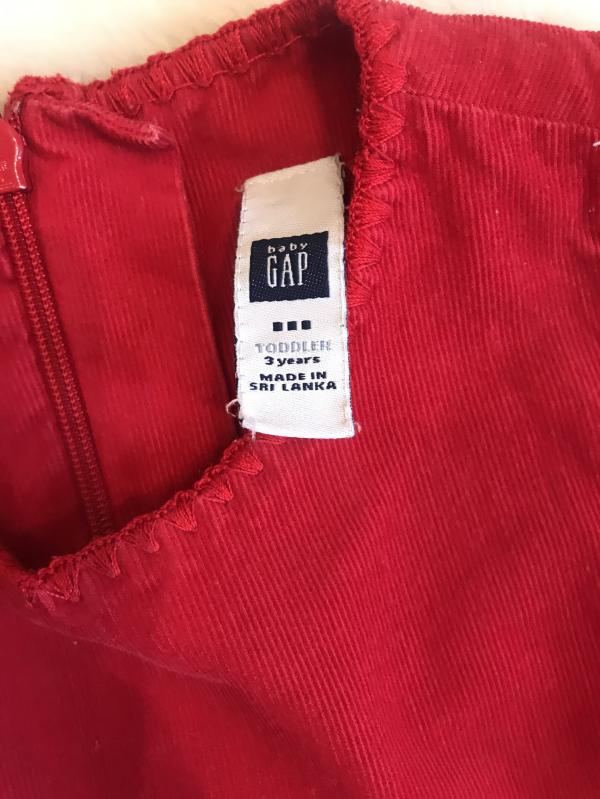 baby
GAP
TODDLER
3 years
MADE IN
SRI LANKA